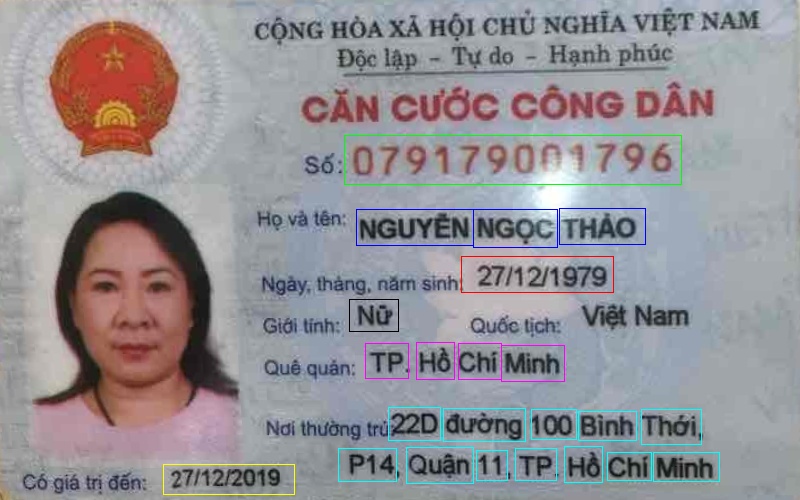 CỘNG HÒA XÃ HỘI CHỦ NGHĨA VIỆT NAM
Độc lập - Tự do - Hạnh phúc
CĂN CƯỚC CÔNG DÂN
Số: 079179001796
Họ và tên: NGUYỄN NGỌC THẢO
Ngày, tháng, năm sinh: 27/12/1979
Giới tính: Nữ Quốc tịch: Việt Nam
Quê quán: TP. Hồ Chí Minh
Nơi thường trú: 22D đường 100 Bình Thới,
P14, Quận 11, TP. Hồ Chí Minh
Có giá trị đến: 27/12/2019